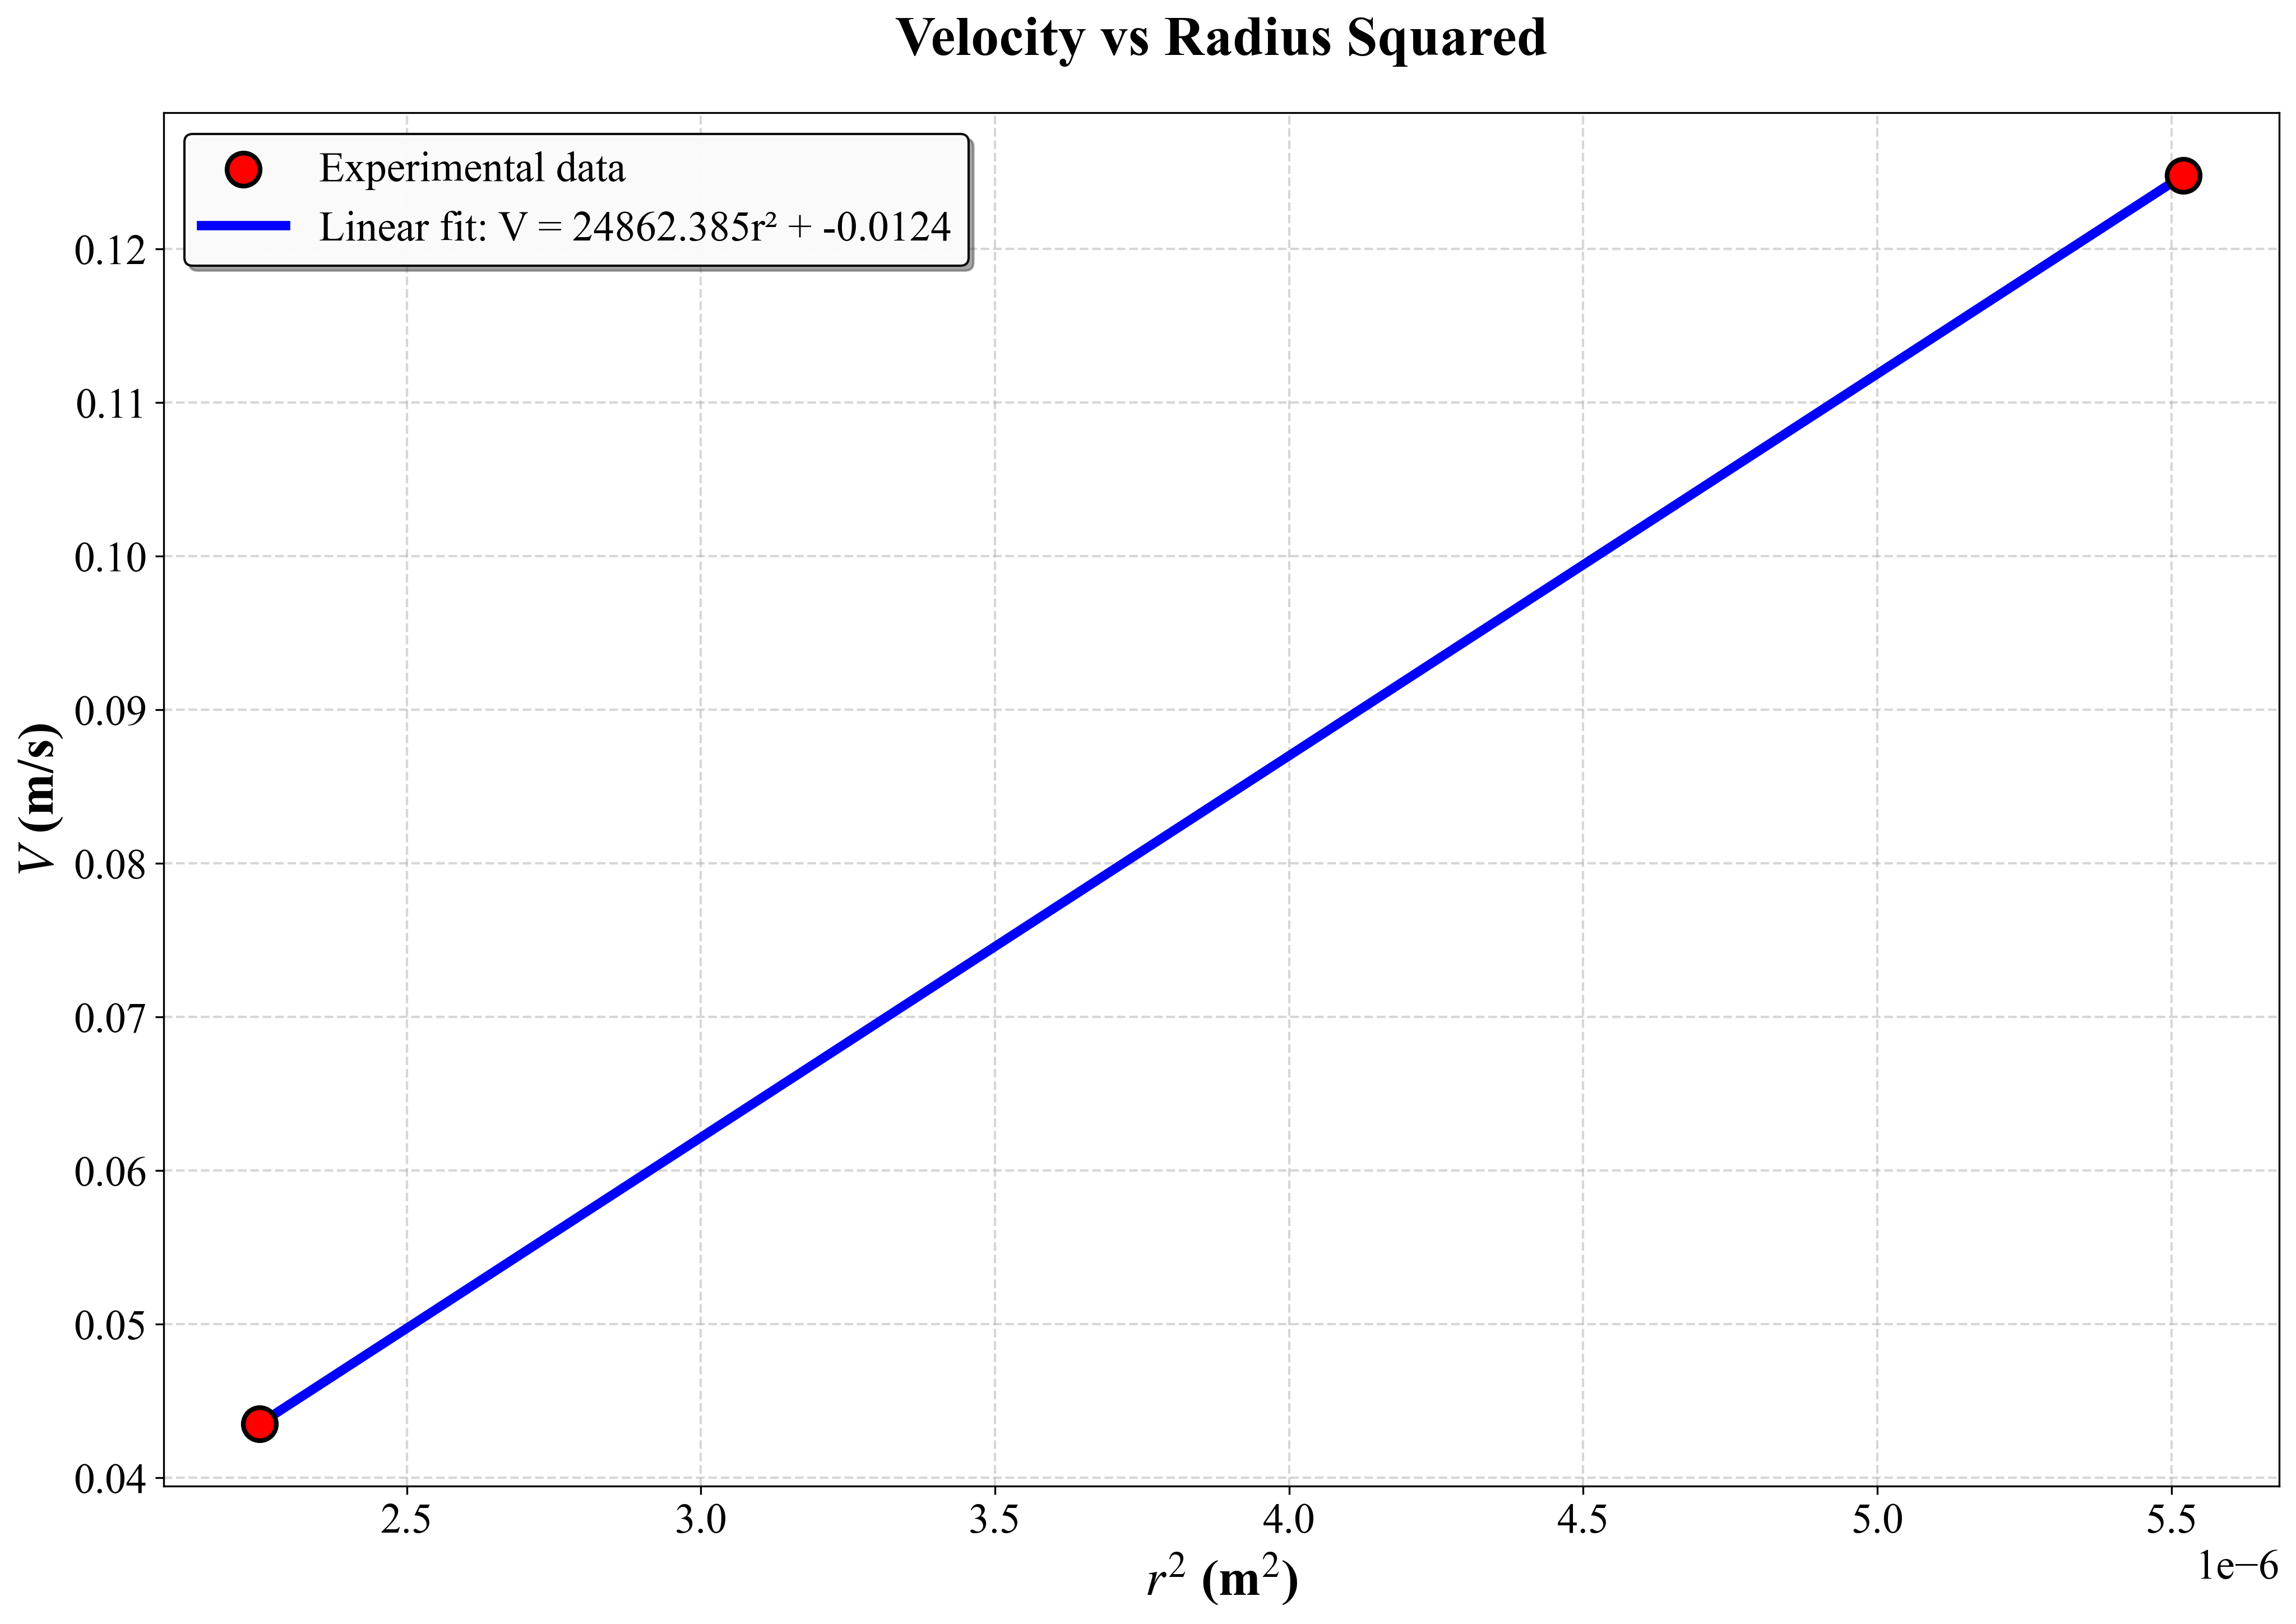 Velocity vs Radius Squared
Experimental data
Linear fit: V = 24862.385r² + -0.0124
0.12
0.11
0.10
0.09
0.08
0.07
0.06
0.05
0.04
V (m/s)
2.5 3.0 3.5 4.0 4.5 5.0 5.5
1e−6
r² (m²)